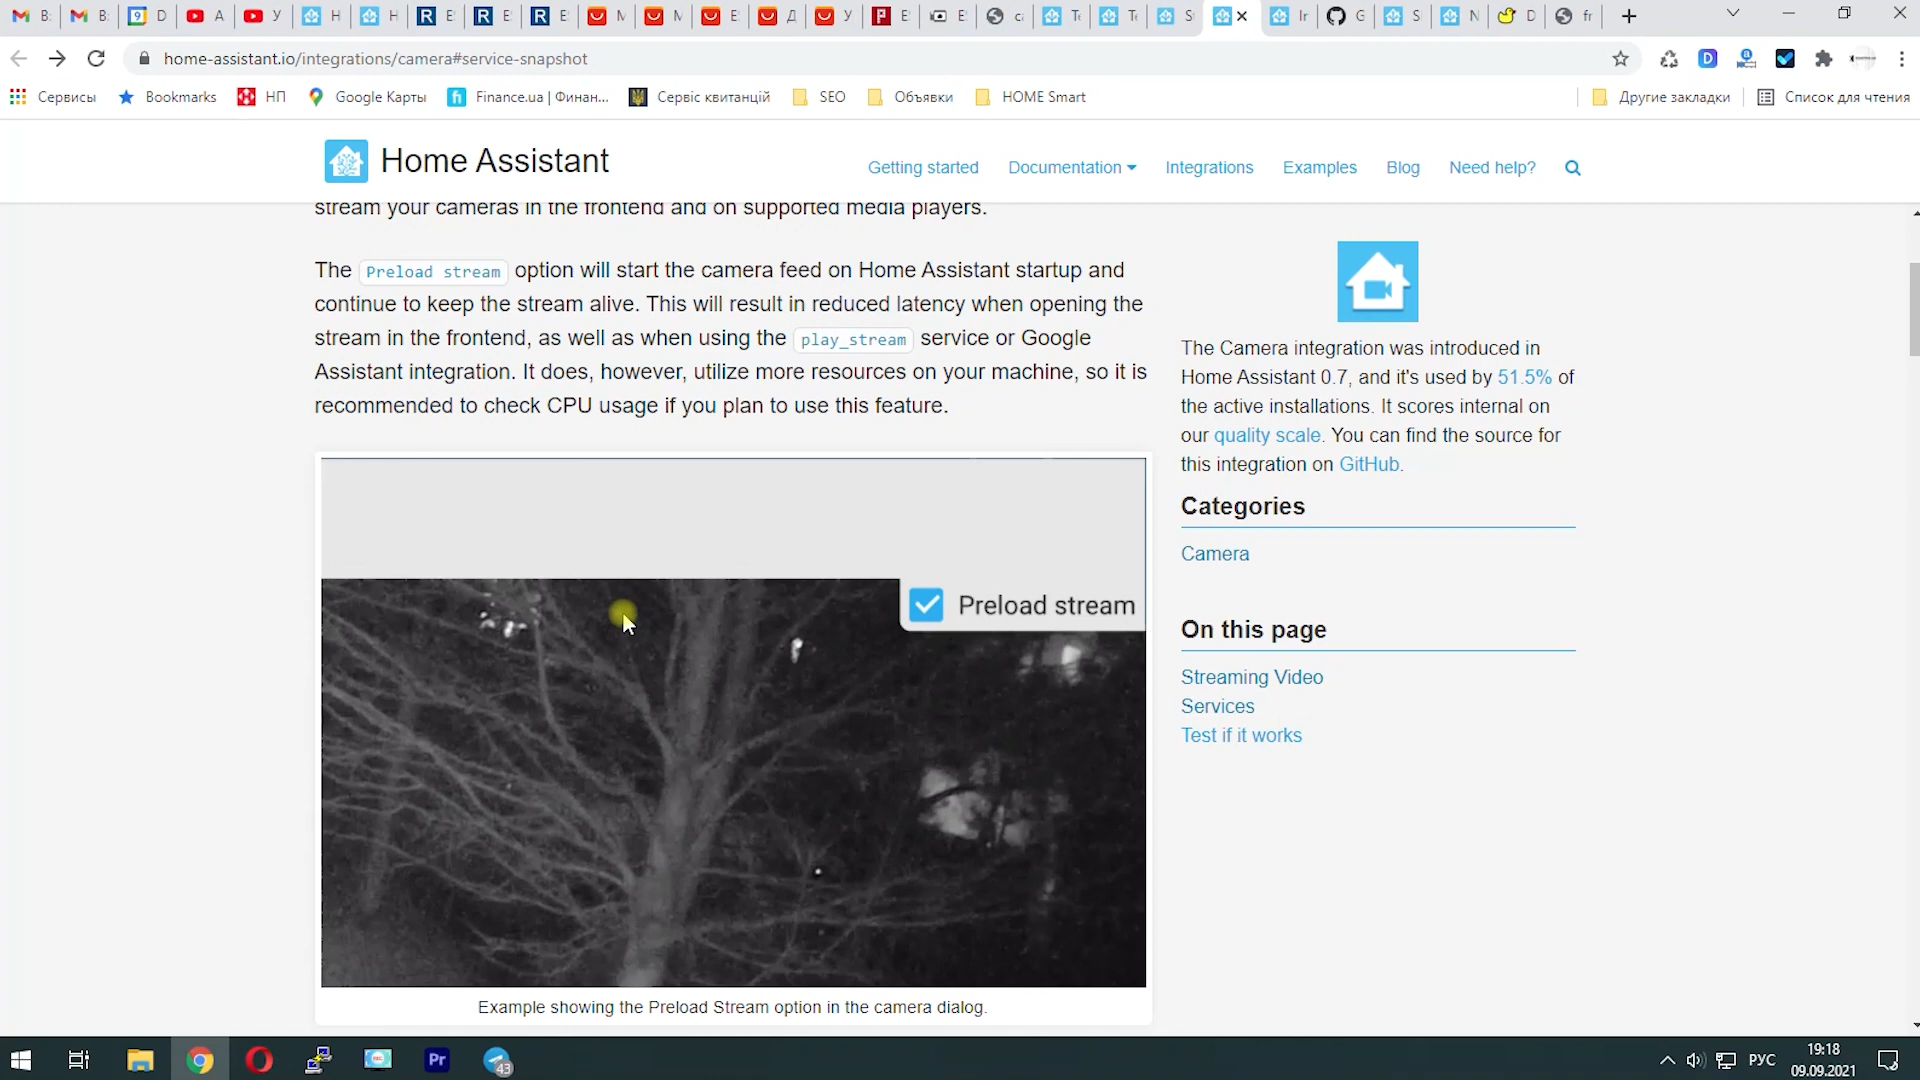 home-assistant.io/integrations/camera#service-snapshot
Сервисы
Bookmarks
НП
Google Карты
Finance.ua | Финан...
Сервіс квитанцій
SEO
Объявки
HOME Smart
Другие закладки
Список для чтения
Home Assistant
Getting started
Documentation
Integrations
Examples
Blog
Need help?
stream your cameras in the frontend and on supported media players.
The Preload stream option will start the camera feed on Home Assistant startup and
continue to keep the stream alive. This will result in reduced latency when opening the
stream in the frontend, as well as when using the play_stream service or Google
Assistant integration. It does, however, utilize more resources on your machine, so it is
recommended to check CPU usage if you plan to use this feature.
Preload stream
Example showing the Preload Stream option in the camera dialog.
The Camera integration was introduced in
Home Assistant 0.7, and it's used by 51.5% of
the active installations. It scores internal on
our quality scale. You can find the source for
this integration on GitHub.
Categories
Camera
On this page
Streaming Video
Services
Test if it works
Pr
43
РУС
19:18
09.09.2021